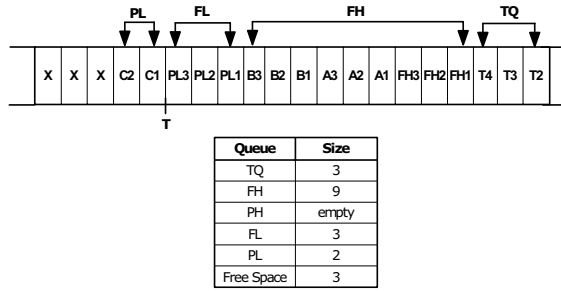 PL FL FH TQ
X X X C2 C1 PL3 PL2 PL1 B3 B2 B1 A3 A2 A1 FH3 FH2 FH1 T4 T3 T2
T
Queue Size
TQ 3
FH 9
PH empty
FL 3
PL 2
Free Space 3